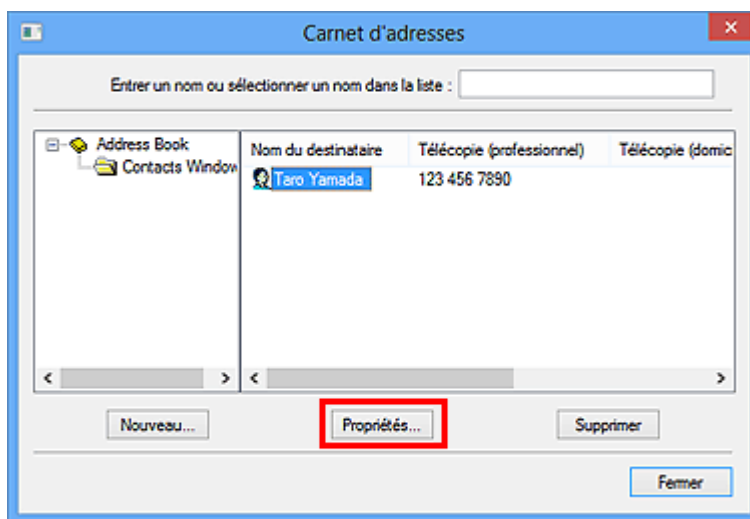 Carnet d'adresses
Entrer un nom ou sélectionner un nom dans la liste :
Address Book
Contacts Window
Nom du destinataire Télécopie (professionnel) Télécopie (domic
Taro Yamada 123 456 7890
Nouveau... Propriétés... Supprimer
Fermer